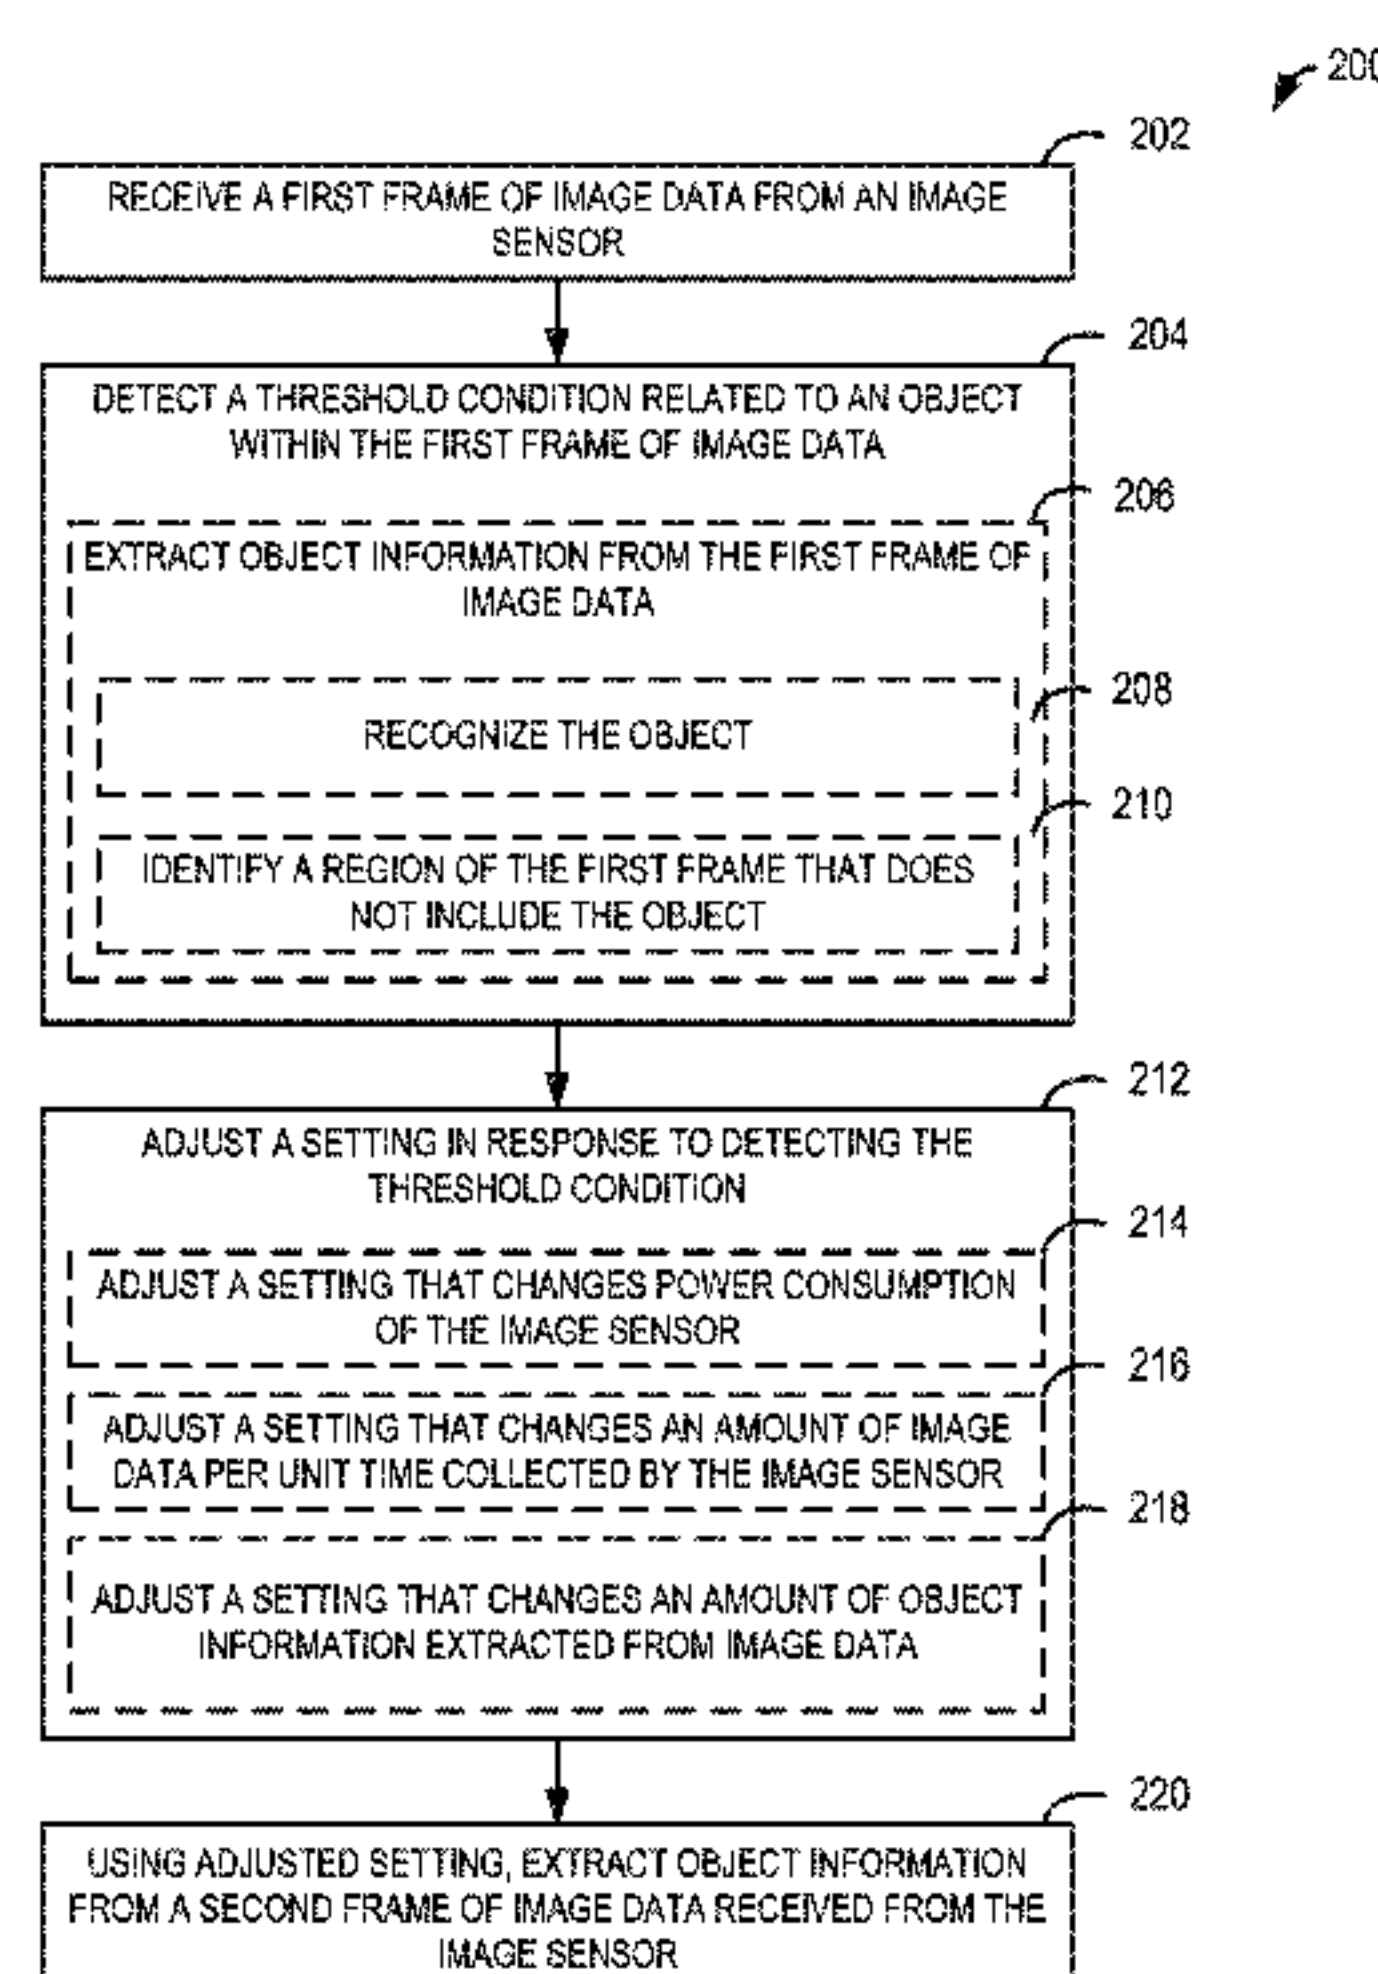 200
202
RECEIVE A FIRST FRAME OF IMAGE DATA FROM AN IMAGE
SENSOR
204
DETECT A THRESHOLD CONDITION RELATED TO AN OBJECT
WITHIN THE FIRST FRAME OF IMAGE DATA
206
EXTRACT OBJECT INFORMATION FROM THE FIRST FRAME OF
IMAGE DATA
208
RECOGNIZE THE OBJECT
210
IDENTIFY A REGION OF THE FIRST FRAME THAT DOES
NOT INCLUDE THE OBJECT
212
ADJUST A SETTING IN RESPONSE TO DETECTING THE
THRESHOLD CONDITION
214
ADJUST A SETTING THAT CHANGES POWER CONSUMPTION
OF THE IMAGE SENSOR
216
ADJUST A SETTING THAT CHANGES AN AMOUNT OF IMAGE
DATA PER UNIT TIME COLLECTED BY THE IMAGE SENSOR
218
ADJUST A SETTING THAT CHANGES AN AMOUNT OF OBJECT
INFORMATION EXTRACTED FROM IMAGE DATA
220
USING ADJUSTED SETTING, EXTRACT OBJECT INFORMATION
FROM A SECOND FRAME OF IMAGE DATA RECEIVED FROM THE
IMAGE SENSOR